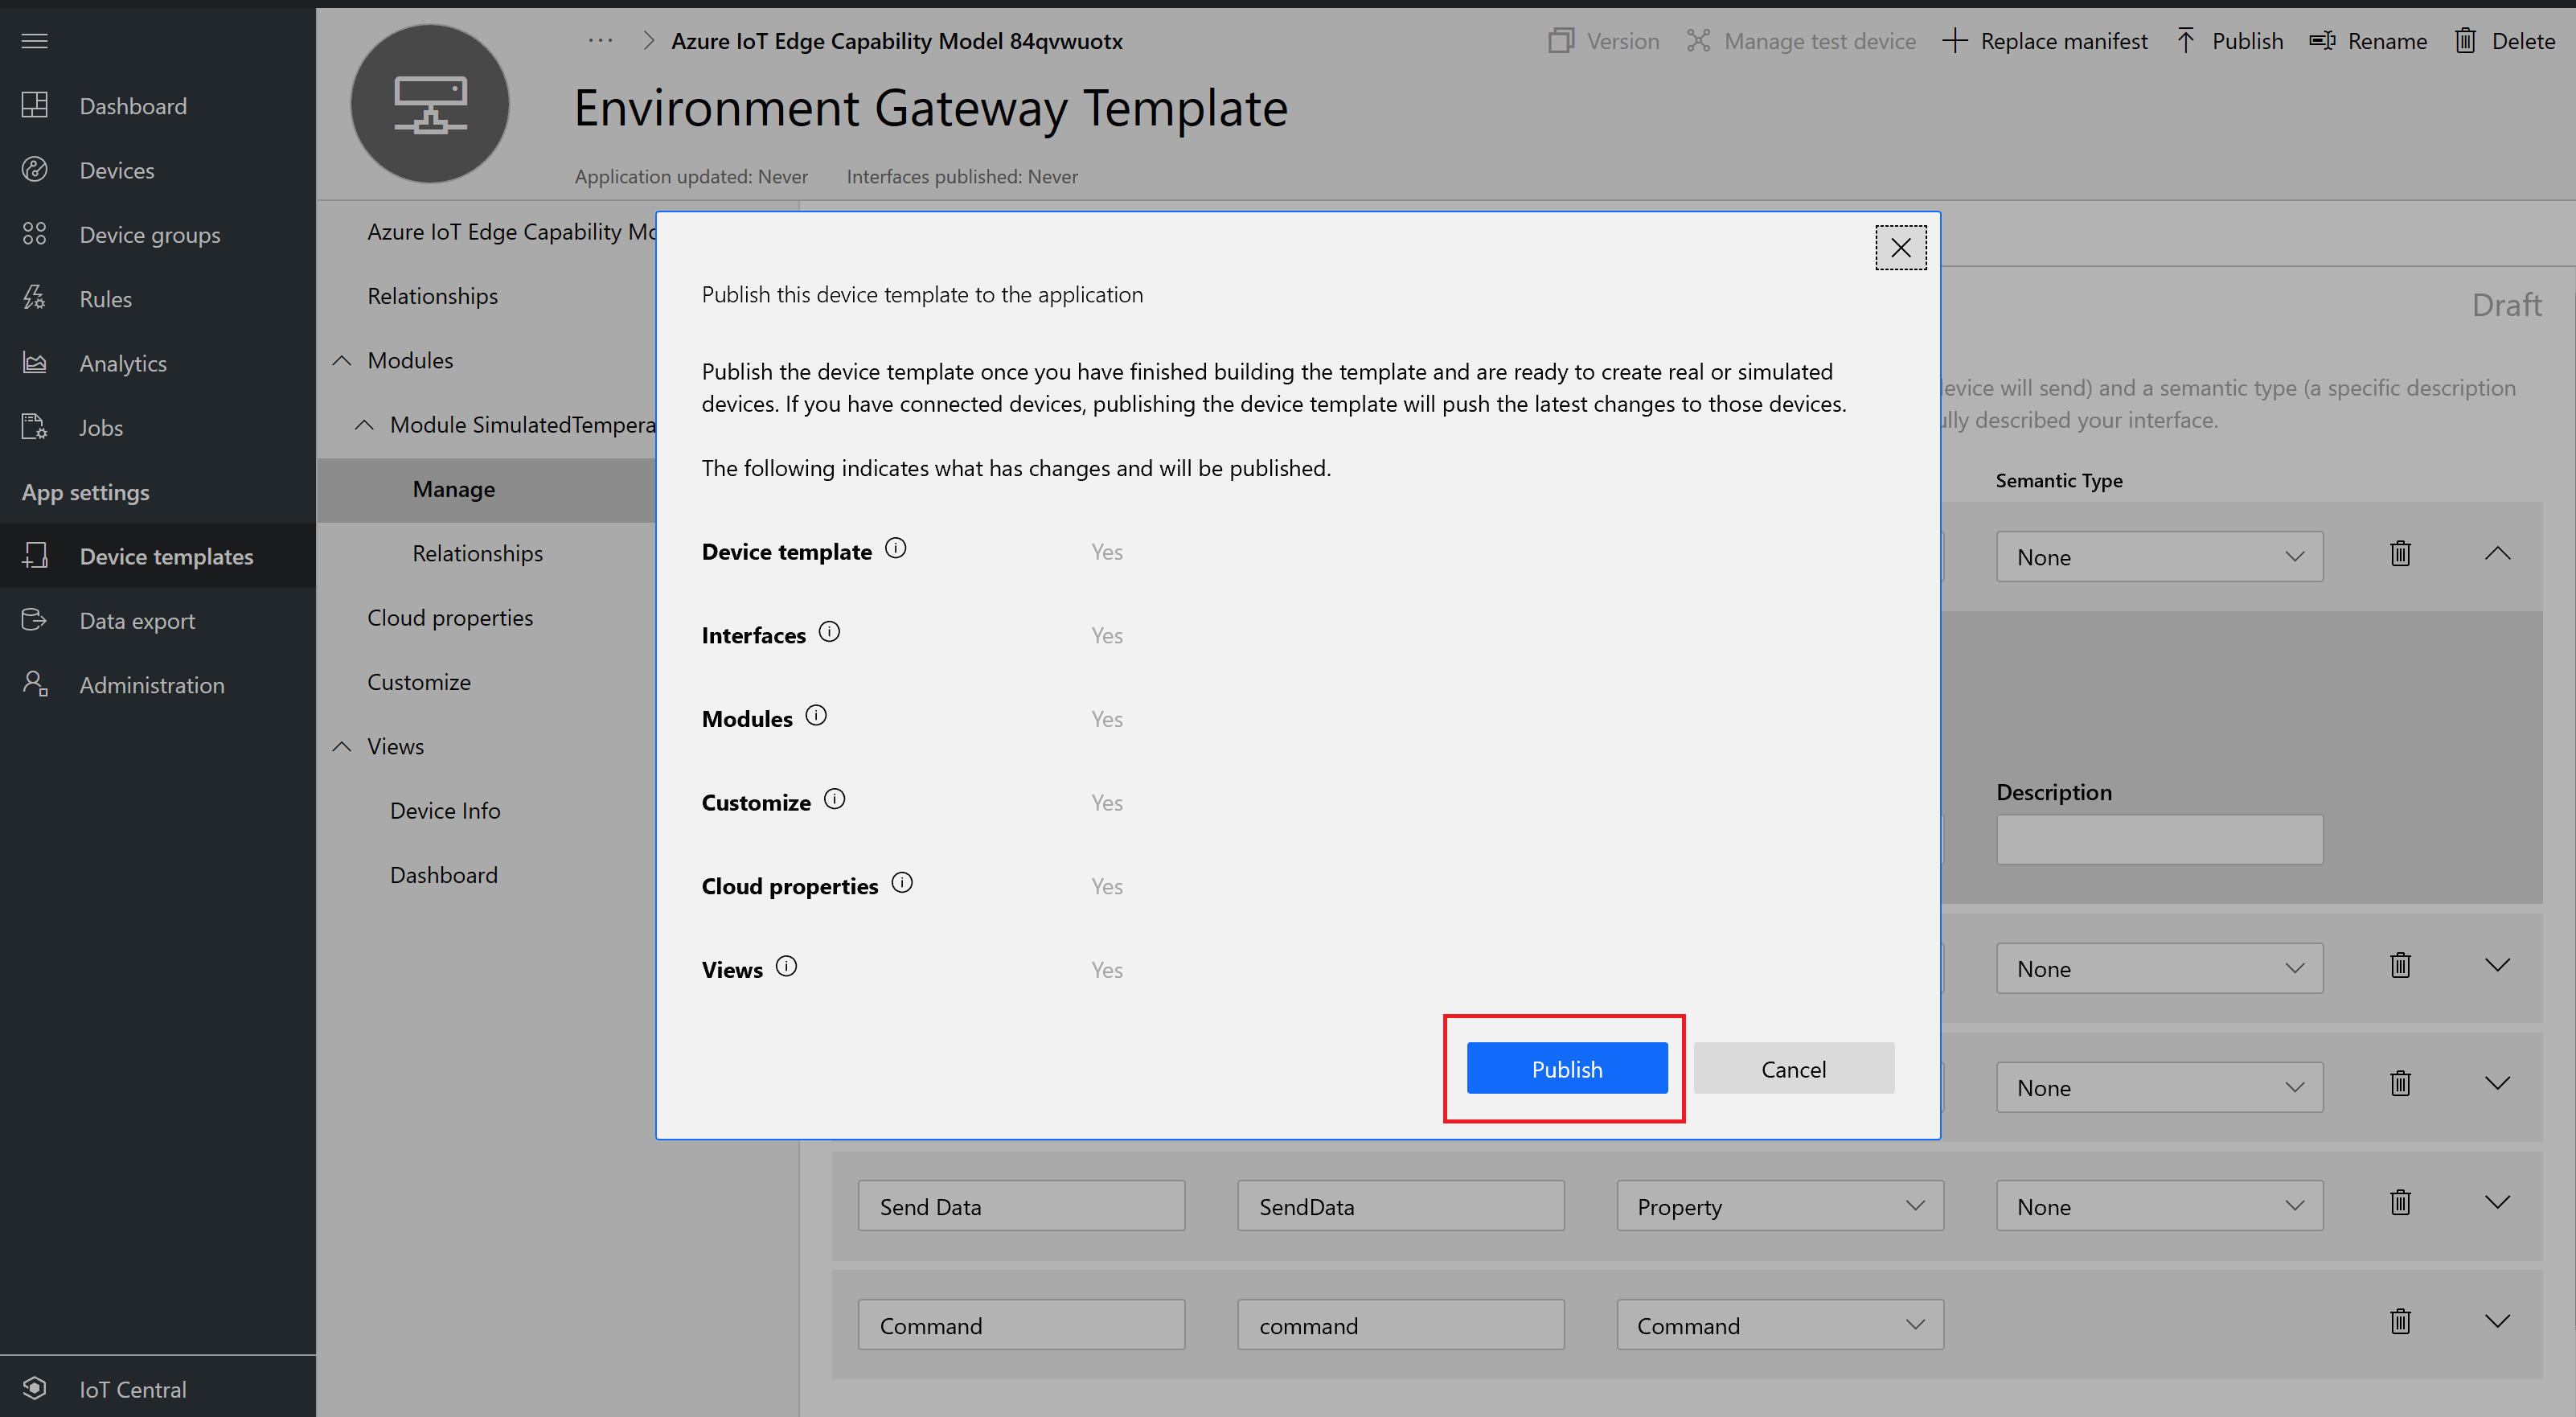 Dashboard
Devices
Device groups
Rules
Analytics
Jobs
App settings
Device templates
Data export
Administration
IoT Central
··· > Azure IoT Edge Capability Model 84qvwuotx
Version
Manage test device
Replace manifest
Publish
Rename
Delete
Environment Gateway Template
Application updated: Never
Interfaces published: Never
Azure IoT Edge Capability Mo
Relationships
Modules
Module SimulatedTempera
Manage
Relationships
Cloud properties
Customize
Views
Device Info
Dashboard
Publish this device template to the application
Publish the device template once you have finished building the template and are ready to create real or simulated
devices. If you have connected devices, publishing the device template will push the latest changes to those devices.
The following indicates what has changes and will be published.
Device template Yes
Interfaces Yes
Modules Yes
Customize Yes
Cloud properties Yes
Views Yes
Publish
Cancel
Draft
evice will send) and a semantic type (a specific description
lly described your interface.
Semantic Type
None
Description
None
None
Send Data SendData Property None
Command command Command